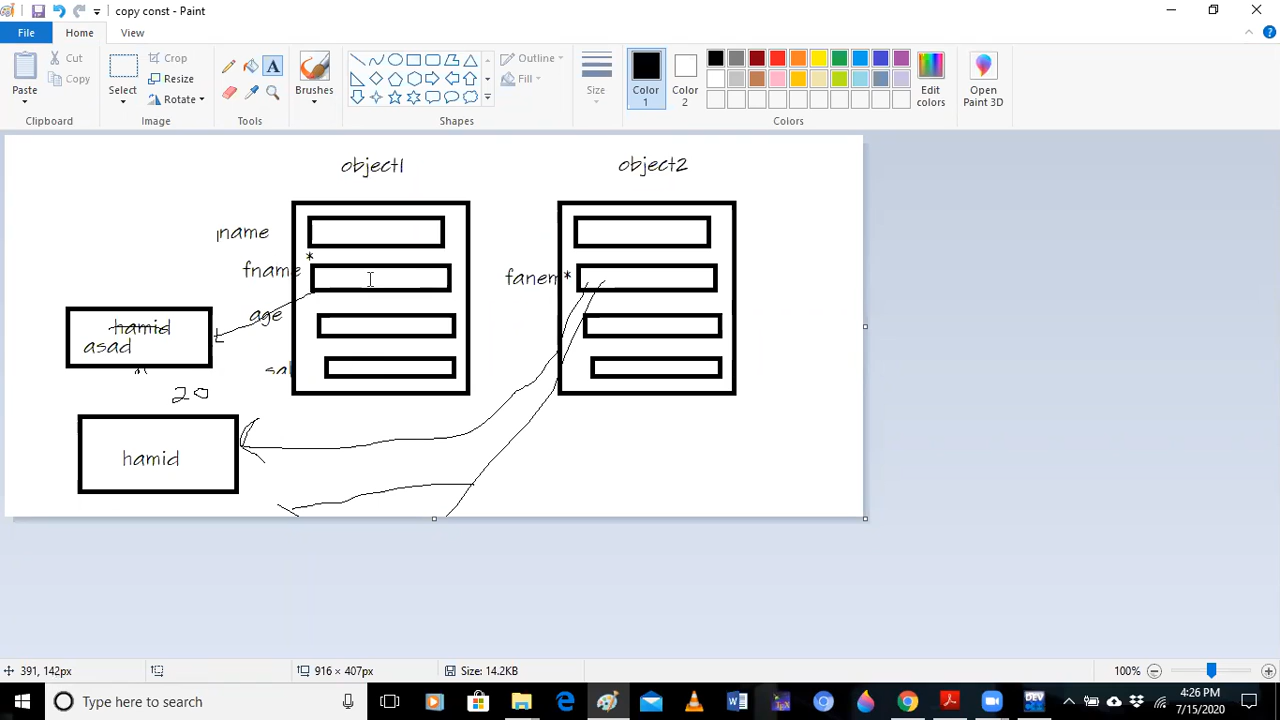 copy const - Paint
File Home View
Paste
Cut
Copy
Clipboard
Select
Crop
Resize
Rotate
Image
A
Tools
Brushes
Outline
Fill
Shapes
Size
Color 1
Color 2
Colors
Edit colors
Open Paint 3D
object1 object2
name
*
fname
fanem*
age
sal
hamid
asad
20
hamid
391, 142px
916 × 407px
Size: 14.2KB
100%
Type here to search
DEV
4:26 PM
7/15/2020